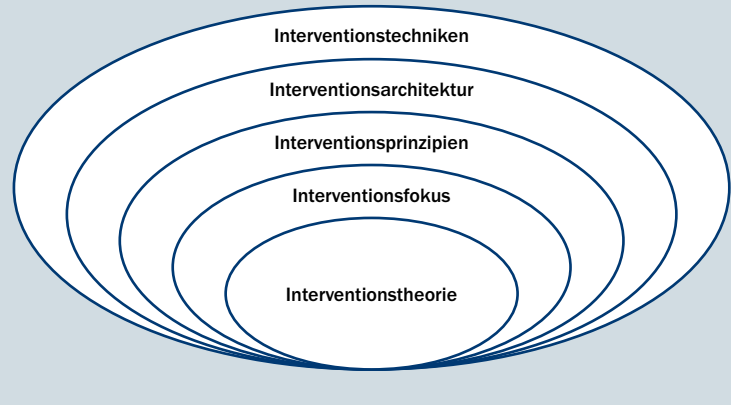 Interventionstechniken
Interventionsarchitektur
Interventionsprinzipien
Interventionsfokus
Interventionstheorie